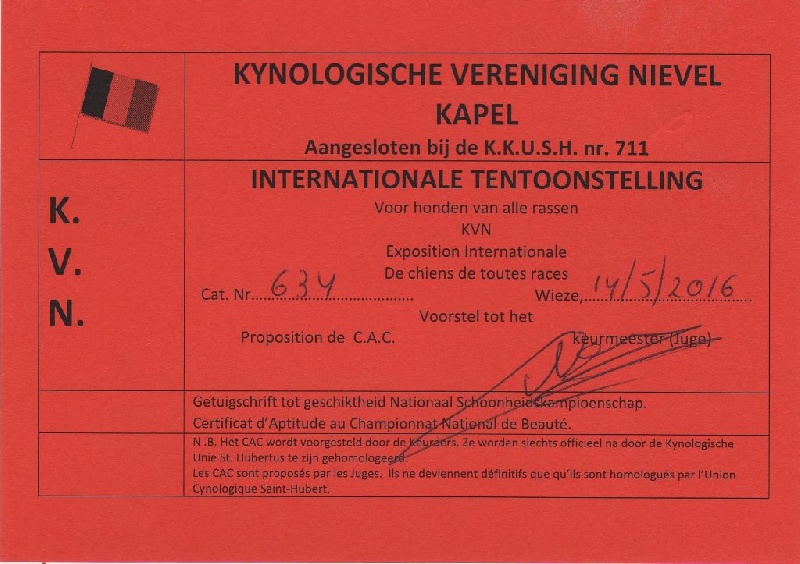 KYNOLOGISCHE VERENIGING NIEVEL
KAPEL
Aangesloten bij de K.K.U.S.H. nr. 711
K.
V.
N.
INTERNATIONALE TENTOONSTELLING
Voor honden van alle rassen
KVN
Exposition Internationale
De chiens de toutes races
Cat. Nr. 634 Wieze, 14/5/2016
Voorstel tot het
Proposition de C.A.C. keurmeester (Juge)
Getuigschrift tot geschiktheid Nationaal Schoonheidskampioenschap.
Certificat d'Aptitude au Championnat National de Beauté.
N .B. Het CAC wordt voorgesteld door de Keurders. Ze worden slechts officieel na door de Kynologische
Unie St. Hubertus te zijn gehomologeerd.
Les CAC sont proposés par les Juges. Ils ne deviennent définitifs que qu'ils sont homologués par l'Union
Cynologique Saint-Hubert.